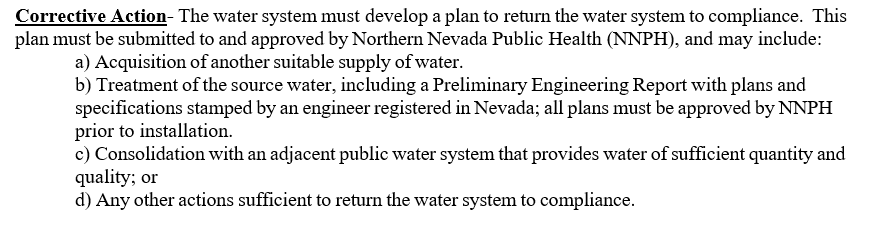 Corrective Action- The water system must develop a plan to return the water system to compliance.  This
plan must be submitted to and approved by Northern Nevada Public Health (NNPH), and may include:
a) Acquisition of another suitable supply of water.
b) Treatment of the source water, including a Preliminary Engineering Report with plans and
specifications stamped by an engineer registered in Nevada; all plans must be approved by NNPH
prior to installation.
c) Consolidation with an adjacent public water system that provides water of sufficient quantity and
quality; or
d) Any other actions sufficient to return the water system to compliance.